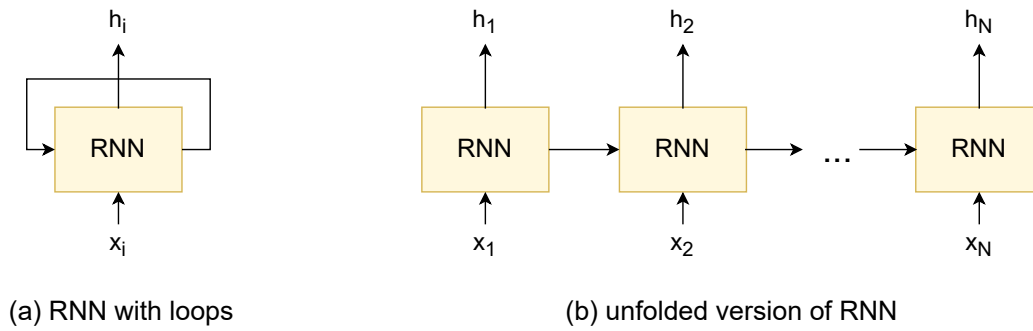 h_i
h_1
h_2
h_N
RNN
RNN
RNN
...
RNN
x_i
x_1
x_2
x_N
(a) RNN with loops
(b) unfolded version of RNN